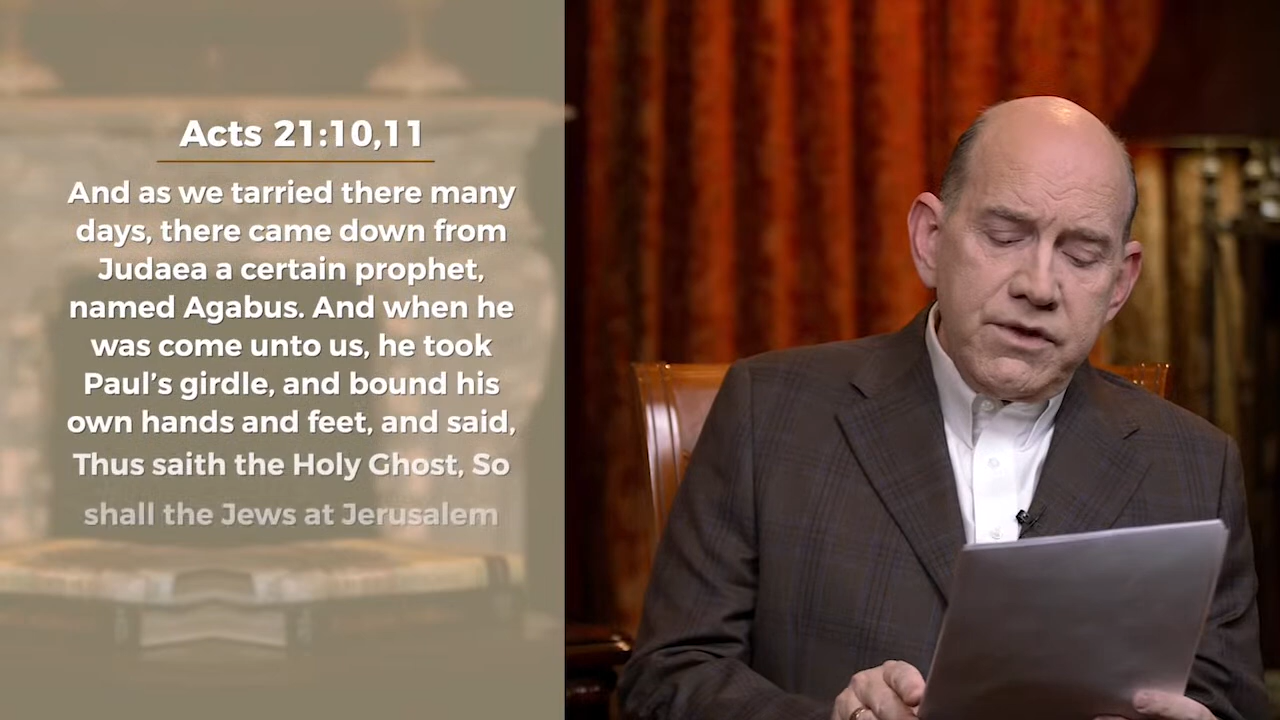 Acts 21:10,11
And as we tarried there many
days, there came down from
Judaea a certain prophet,
named Agabus. And when he
was come unto us, he took
Paul’s girdle, and bound his
own hands and feet, and said,
Thus saith the Holy Ghost, So
shall the Jews at Jerusalem